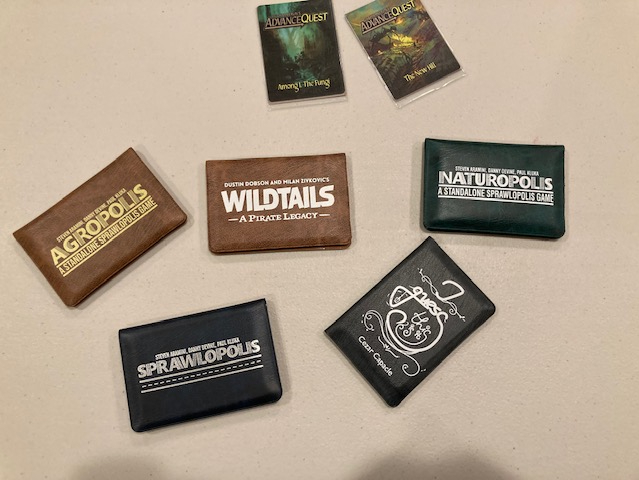 ADVANCEQUEST
Among I: The Fungi
ADVANCEQUEST
The New Hill
STEVEN ARAMINI, DANNY DEVINE, PAUL KLUKA
AGROPOLIS
A STANDALONE SPRAWLOPOLIS GAME
DUSTIN DOBSON AND MILAN ZIVKOVIC'S
WILDTAILS
— A PIRATE LEGACY —
STEVEN ARAMINI, DANNY DEVINE, PAUL KLUKA
NATUROPOLIS
A STANDALONE SPRAWLOPOLIS GAME
STEVEN ARAMINI, DANNY DEVINE, PAUL KLUKA
SPRAWLOPOLIS
Cezar Capacle